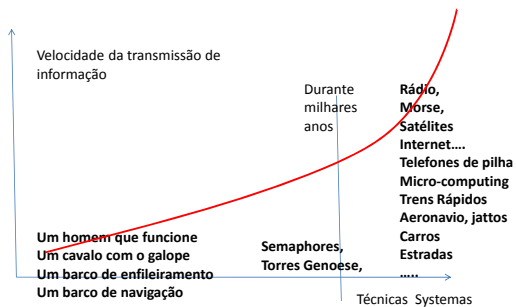 Velocidade da transmissão de
informação
Durante
milhares
anos
Rádio,
Morse,
Satélites
Internet....
Telefones de pilha
Micro-computing
Trens Rápidos
Aeronavio, jattos
Carros
Estradas
.....
Um homem que funcione
Um cavalo com o galope
Um barco de enfileiramento
Um barco de navigação
Semaphores,
Torres Genoese,
Técnicas Systemas